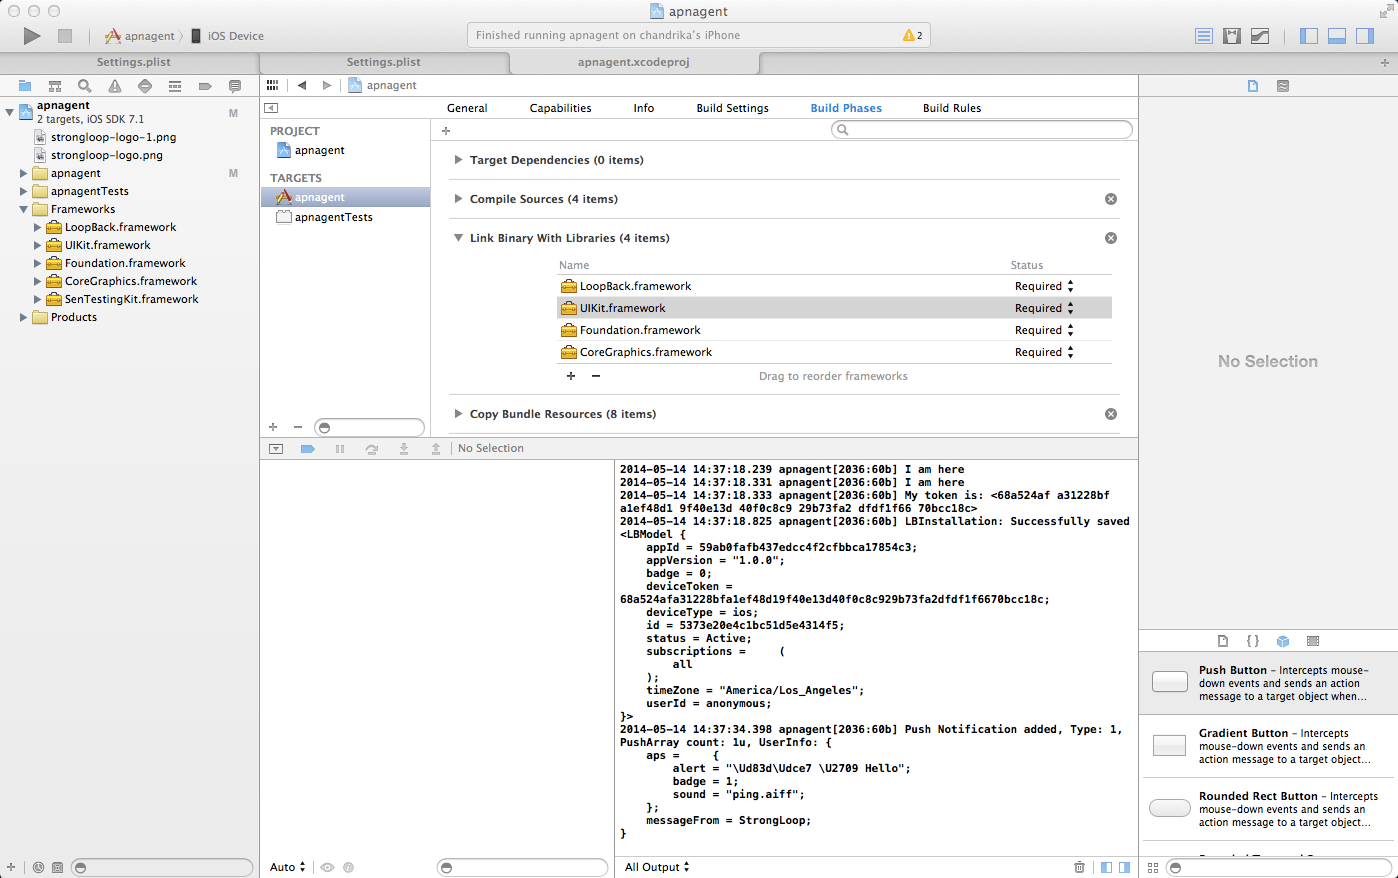 apnagent
apnagent
iOS Device
Finished running apnagent on chandrika's iPhone
2
Settings.plist
Settings.plist
apnagent.xcodeproj
apnagent
apnagent
2 targets, iOS SDK 7.1
M
strongloop-logo-1.png
strongloop-logo.png
apnagent
M
apnagentTests
Frameworks
LoopBack.framework
UIKit.framework
Foundation.framework
CoreGraphics.framework
SenTestingKit.framework
Products
General
Capabilities
Info
Build Settings
Build Phases
Build Rules
PROJECT
apnagent
TARGETS
apnagent
apnagentTests
Target Dependencies (0 items)
Compile Sources (4 items)
Link Binary With Libraries (4 items)
Name
Status
LoopBack.framework
Required
UIKit.framework
Required
Foundation.framework
Required
CoreGraphics.framework
Required
Drag to reorder frameworks
Copy Bundle Resources (8 items)
No Selection
2014-05-14 14:37:18.239 apnagent[2036:60b] I am here
2014-05-14 14:37:18.331 apnagent[2036:60b] I am here
2014-05-14 14:37:18.333 apnagent[2036:60b] My token is: <68a524af a31228bf
a1ef48d1 9f40e13d 40f0c8c9 29b73fa2 dfdf1f66 70bcc18c>
2014-05-14 14:37:18.825 apnagent[2036:60b] LBInstallation: Successfully saved
<LBModel {
appId = 59ab0fafb437edcc4f2cfbbca17854c3;
appVersion = "1.0.0";
badge = 0;
deviceToken =
68a524afa31228bfa1ef48d19f40e13d40f0c8c929b73fa2dfdf1f6670bcc18c;
deviceType = ios;
id = 5373e20e4c1bc51d5e4314f5;
status = Active;
subscriptions = (
all
);
timeZone = "America/Los_Angeles";
userId = anonymous;
}>
2014-05-14 14:37:34.398 apnagent[2036:60b] Push Notification added, Type: 1,
PushArray count: 1u, UserInfo: {
aps = {
alert = "\Ud83d\Udce7 \U2709 Hello";
badge = 1;
sound = "ping.aiff";
};
messageFrom = StrongLoop;
}
Auto
All Output
No Selection
Push Button – Intercepts mouse-
down events and sends an action
message to a target object when...
Gradient Button – Intercepts
mouse-down events and sends an
action message to a target object...
Rounded Rect Button – Intercepts
mouse-down events and sends an
action message to a target object...